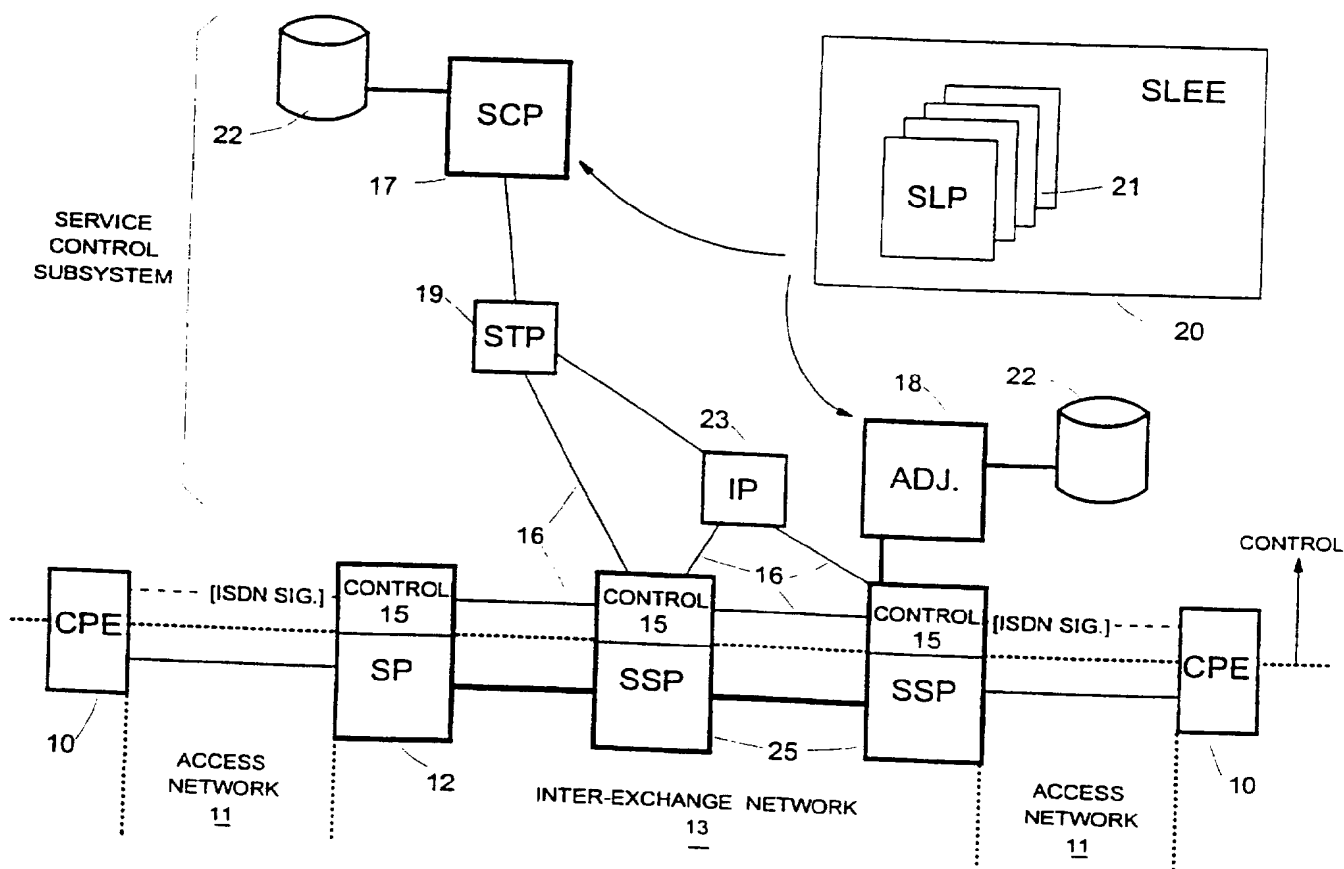 SCP
22
17
SLEE
SLP
21
20
SERVICE
CONTROL
SUBSYSTEM
19
STP
18
22
23
IP
ADJ.
16
16
CONTROL
CPE
[ISDN SIG.]
CONTROL
15
CONTROL
15
CONTROL
15
[ISDN SIG.]
CPE
SP
SSP
SSP
10
12
25
10
ACCESS
NETWORK
11
INTER-EXCHANGE NETWORK
13
ACCESS
NETWORK
11